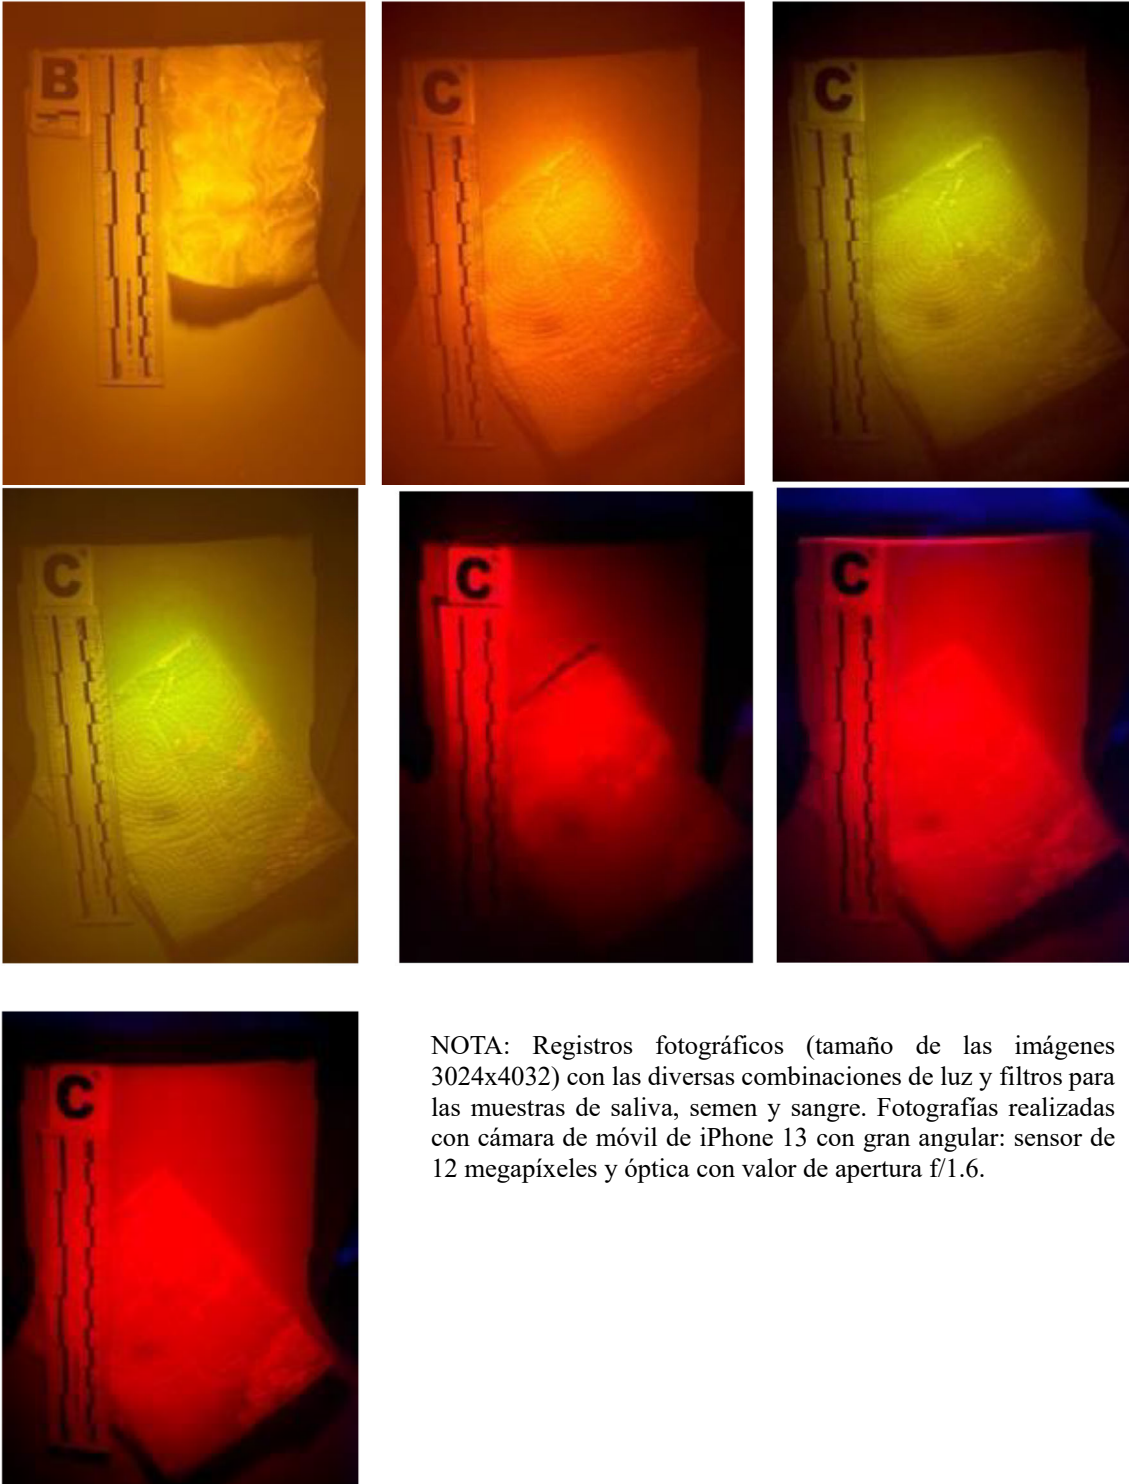 B
C
C
C
C
C
C
NOTA: Registros fotográficos (tamaño de las imágenes
3024x4032) con las diversas combinaciones de luz y filtros para
las muestras de saliva, semen y sangre. Fotografías realizadas
con cámara de móvil de iPhone 13 con gran angular: sensor de
12 megapíxeles y óptica con valor de apertura f/1.6.